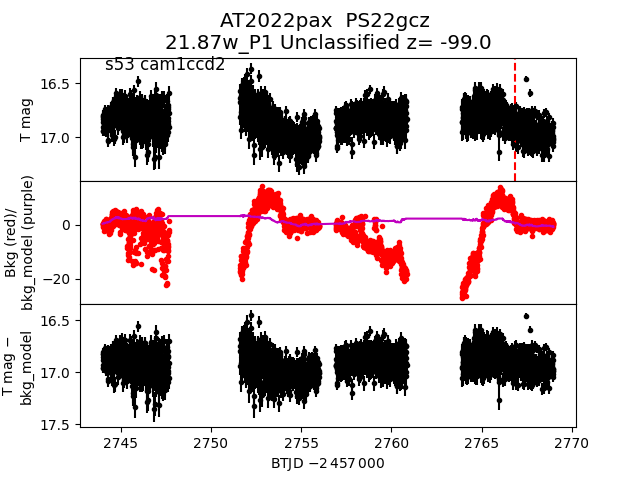 AT2022pax  PS22gcz
21.87w_P1 Unclassified z= -99.0
s53 cam1ccd2
16.5
17.0
T mag
0
−20
Bkg (red)/
bkg_model (purple)
16.5
17.0
17.5
T mag −
bkg_model
2745
2750
2755
2760
2765
2770
BTJD −2 457 000